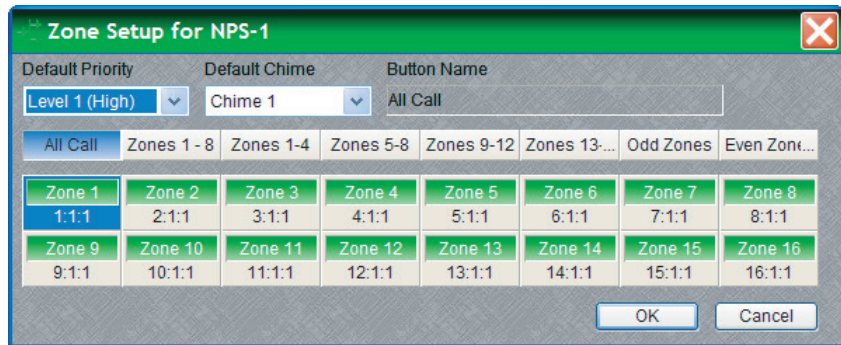 Zone Setup for NPS-1
Default Priority Default Chime Button Name
Level 1 (High) Chime 1 All Call
All Call Zones 1 - 8 Zones 1-4 Zones 5-8 Zones 9-12 Zones 13-... Odd Zones Even Zone...
Zone 1 Zone 2 Zone 3 Zone 4 Zone 5 Zone 6 Zone 7 Zone 8
1:1:1 2:1:1 3:1:1 4:1:1 5:1:1 6:1:1 7:1:1 8:1:1
Zone 9 Zone 10 Zone 11 Zone 12 Zone 13 Zone 14 Zone 15 Zone 16
9:1:1 10:1:1 11:1:1 12:1:1 13:1:1 14:1:1 15:1:1 16:1:1
OK Cancel